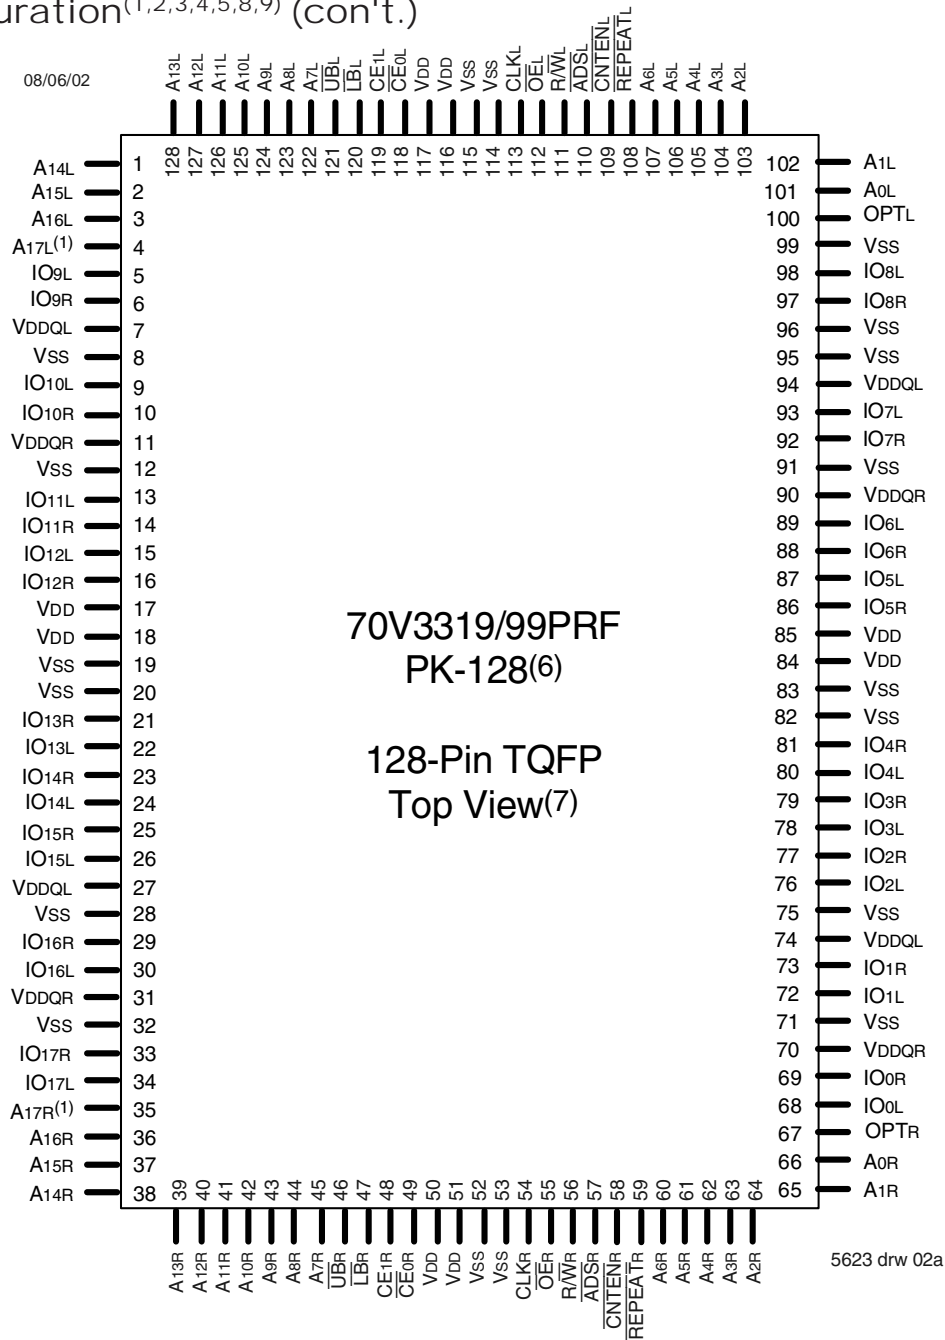 uration(1,2,3,4,5,8,9) (con't.)
08/06/02
A13L A12L A11L A10L A9L A8L A7L UBL LBL CE1L CE0L VDD VDD VSS VSS CLKL OEL R/WL ADSL CNTENL REPEATL A6L A5L A4L A3L A2L
128 127 126 125 124 123 122 121 120 119 118 117 116 115 114 113 112 111 110 109 108 107 106 105 104 103
A14L 1 102 A1L
A15L 2 101 A0L
A16L 3 100 OPTL
A17L(1) 4 99 VSS
IO9L 5 98 IO8L
IO9R 6 97 IO8R
VDDQL 7 96 VSS
VSS 8 95 VSS
IO10L 9 94 VDDQL
IO10R 10 93 IO7L
VDDQR 11 92 IO7R
VSS 12 91 VSS
IO11L 13 90 VDDQR
IO11R 14 89 IO6L
IO12L 15 88 IO6R
IO12R 16 87 IO5L
VDD 17 86 IO5R
VDD 18 85 VDD
VSS 19 84 VDD
VSS 20 83 VSS
IO13R 21 82 VSS
IO13L 22 81 IO4R
IO14R 23 80 IO4L
IO14L 24 79 IO3R
IO15R 25 78 IO3L
IO15L 26 77 IO2R
VDDQL 27 76 IO2L
VSS 28 75 VSS
IO16R 29 74 VDDQL
IO16L 30 73 IO1R
VDDQR 31 72 IO1L
VSS 32 71 VSS
IO17R 33 70 VDDQR
IO17L 34 69 IO0R
A17R(1) 35 68 IO0L
A16R 36 67 OPTR
A15R 37 66 A0R
A14R 38 65 A1R
70V3319/99PRF
PK-128(6)
128-Pin TQFP
Top View(7)
39 40 41 42 43 44 45 46 47 48 49 50 51 52 53 54 55 56 57 58 59 60 61 62 63 64
A13R A12R A11R A10R A9R A8R A7R UBR LBR CE1R CE0R VDD VDD VSS VSS CLKR OER R/WR ADSR CNTENR REPEATR A6R A5R A4R A3R A2R
5623 drw 02a